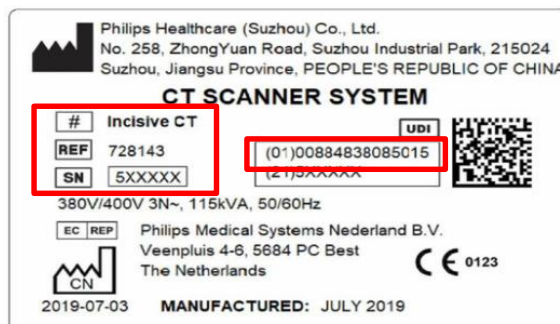 Philips Healthcare (Suzhou) Co., Ltd.
No. 258, ZhongYuan Road, Suzhou Industrial Park, 215024
Suzhou, Jiangsu Province, PEOPLE'S REPUBLIC OF CHINA
CT SCANNER SYSTEM
# Incisive CT
UDI
REF 728143
(01)00884838085015
SN 5XXXXX
(21)5XXXXX
380V/400V 3N~, 115kVA, 50/60Hz
EC REP Philips Medical Systems Nederland B.V.
Veenpluis 4-6, 5684 PC Best
The Netherlands
CE 0123
CN
2019-07-03 MANUFACTURED: JULY 2019